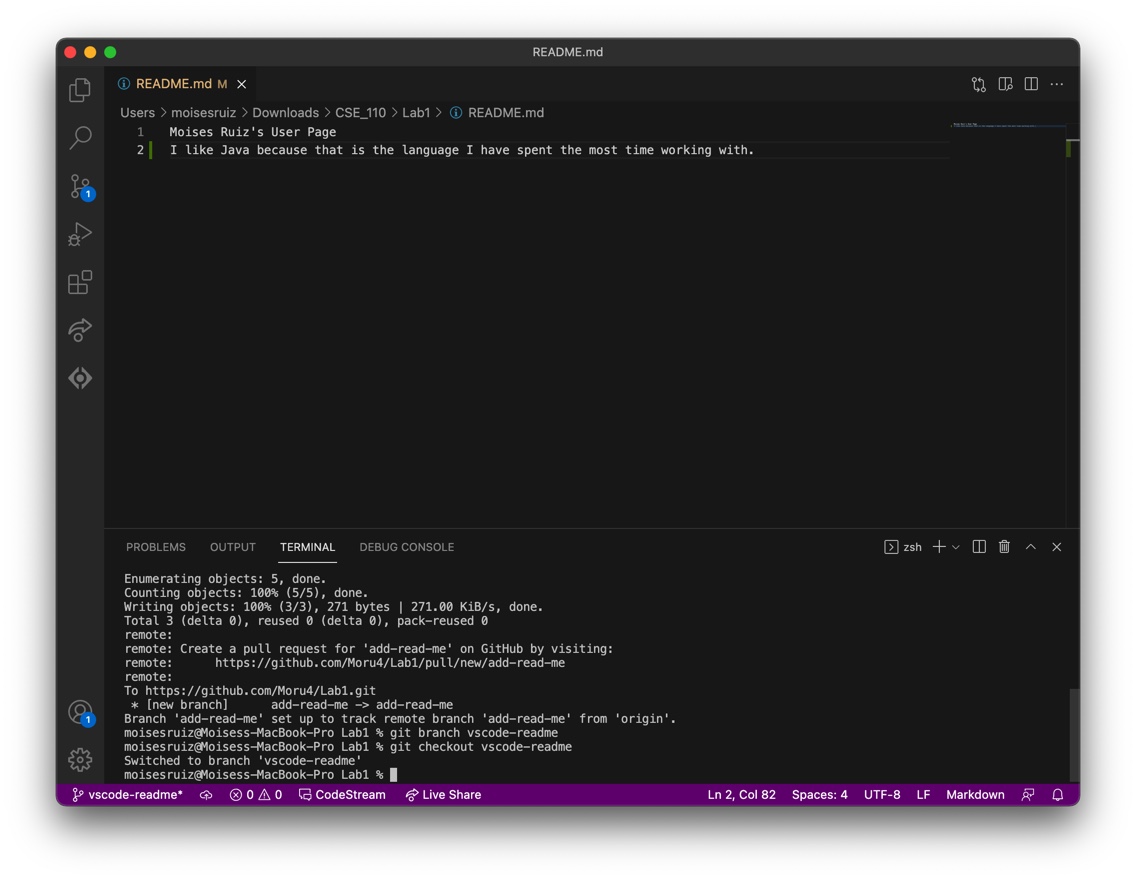 README.md
README.md M
Users > moisesruiz > Downloads > CSE_110 > Lab1 > README.md
1 Moises Ruiz's User Page
2 I like Java because that is the language I have spent the most time working with.
1
PROBLEMS OUTPUT TERMINAL DEBUG CONSOLE zsh
Enumerating objects: 5, done.
Counting objects: 100% (5/5), done.
Writing objects: 100% (3/3), 271 bytes | 271.00 KiB/s, done.
Total 3 (delta 0), reused 0 (delta 0), pack-reused 0
remote:
remote: Create a pull request for 'add-read-me' on GitHub by visiting:
remote:      https://github.com/Moru4/Lab1/pull/new/add-read-me
remote:
To https://github.com/Moru4/Lab1.git
 * [new branch]      add-read-me -> add-read-me
Branch 'add-read-me' set up to track remote branch 'add-read-me' from 'origin'.
moisesruiz@Moisess-MacBook-Pro Lab1 % git branch vscode-readme
moisesruiz@Moisess-MacBook-Pro Lab1 % git checkout vscode-readme
Switched to branch 'vscode-readme'
moisesruiz@Moisess-MacBook-Pro Lab1 %
1
vscode-readme* 0 0 CodeStream Live Share Ln 2, Col 82 Spaces: 4 UTF-8 LF Markdown